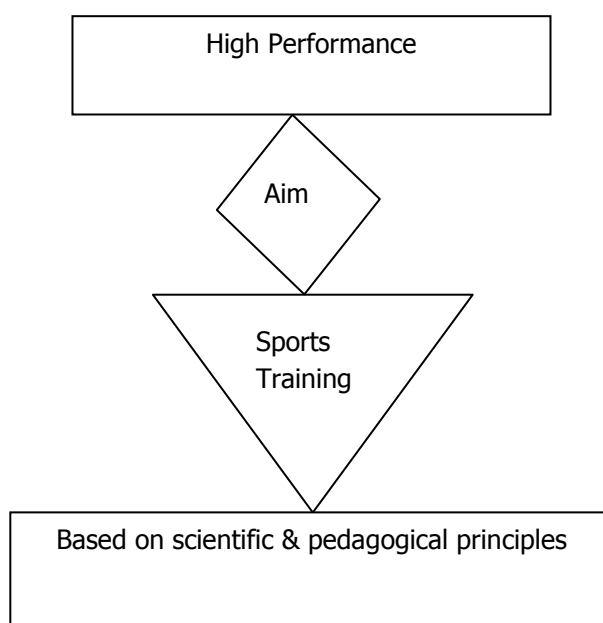 High Performance
Aim
Sports
Training
Based on scientific & pedagogical principles